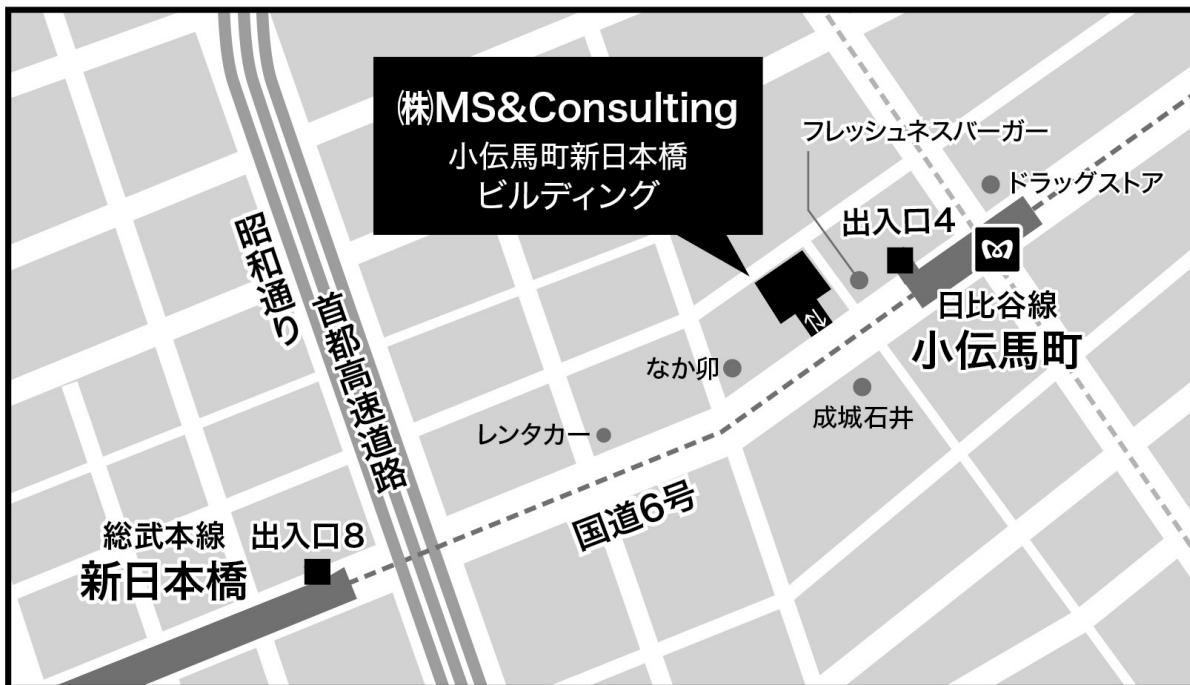 ㈱MS&Consulting
小伝馬町新日本橋
ビルディング
フレッシュネスバーガー
ドラッグストア
出入口4
日比谷線
小伝馬町
昭和通り
首都高速道路
なか卯
成城石井
レンタカー
国道6号
総武本線
出入口8
新日本橋